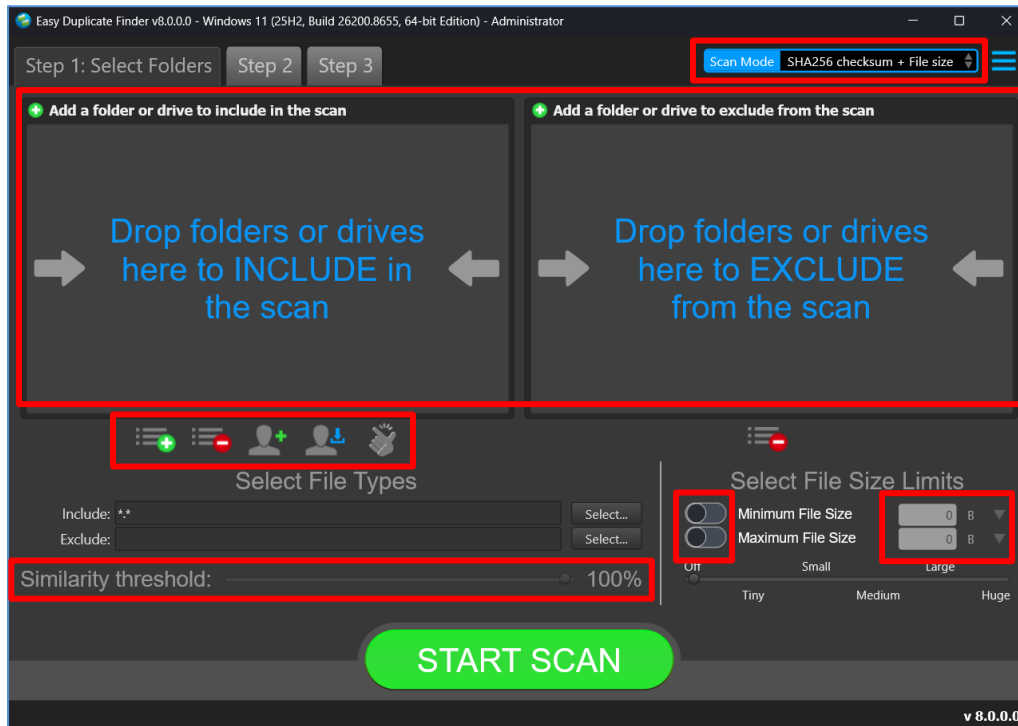 Easy Duplicate Finder v8.0.0.0 - Windows 11 (25H2, Build 26200.8655, 64-bit Edition) - Administrator
Step 1: Select Folders
Step 2
Step 3
Scan Mode
SHA256 checksum + File size
Add a folder or drive to include in the scan
Add a folder or drive to exclude from the scan
Drop folders or drives
here to INCLUDE in
the scan
Drop folders or drives
here to EXCLUDE
from the scan
Select File Types
Include: *.*
Select...
Exclude:
Select...
Similarity threshold:
100%
Select File Size Limits
Minimum File Size
0 B
Maximum File Size
0 B
Off
Small
Large
Tiny
Medium
Huge
START SCAN
v 8.0.0.0